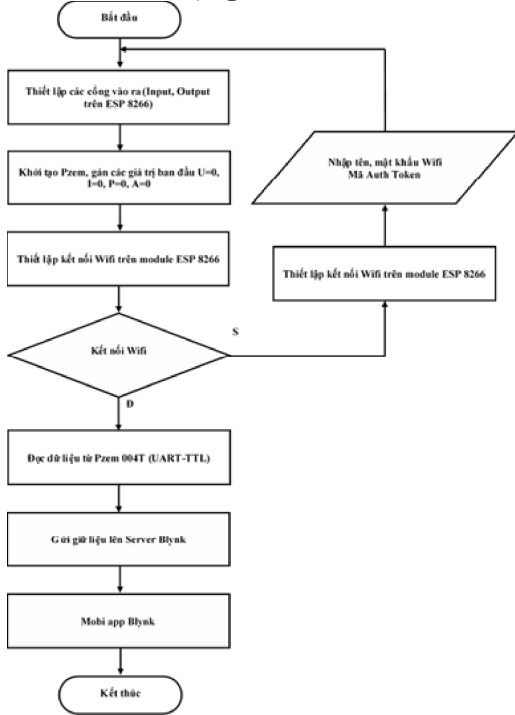 Bắt đầu
Thiết lập các cổng vào ra (Input, Output
trên ESP 8266)
Khởi tạo Pzem, gán các giá trị ban đầu U=0,
I=0, P=0, A=0
Thiết lập kết nối Wifi trên module ESP 8266
Kết nối Wifi
S
Đ
Nhập tên, mật khẩu Wifi
Mã Auth Token
Thiết lập kết nối Wifi trên module ESP 8266
Đọc dữ liệu từ Pzem 004T (UART-TTL)
Gửi giữ liệu lên Server Blynk
Mobi app Blynk
Kết thúc